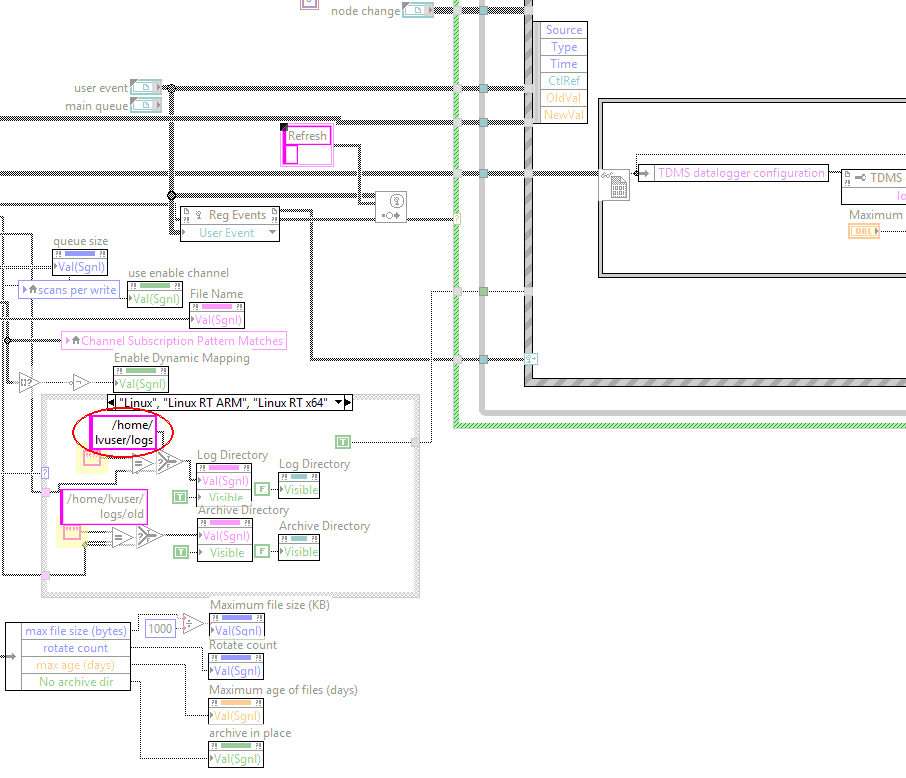 node change
Source
Type
Time
CtlRef
OldVal
NewVal
user event
main queue
Refresh
TDMS datalogger configuration
TDMS
lo
Maximum
DBL
Reg Events
User Event
queue size
Val(Sgnl)
scans per write
use enable channel
Val(Sgnl)
File Name
Val(Sgnl)
Channel Subscription Pattern Matches
Enable Dynamic Mapping
Val(Sgnl)
"Linux", "Linux RT ARM", "Linux RT x64"
/home/
lvuser/logs
T
Log Directory
Val(Sgnl)
T
Visible
F
Log Directory
Visible
/home/lvuser/
logs/old
Archive Directory
Val(Sgnl)
T
Visible
F
Archive Directory
Visible
max file size (bytes)
rotate count
max age (days)
No archive dir
1000
Maximum file size (KB)
Val(Sgnl)
Rotate count
Val(Sgnl)
Maximum age of files (days)
Val(Sgnl)
archive in place
Val(Sgnl)